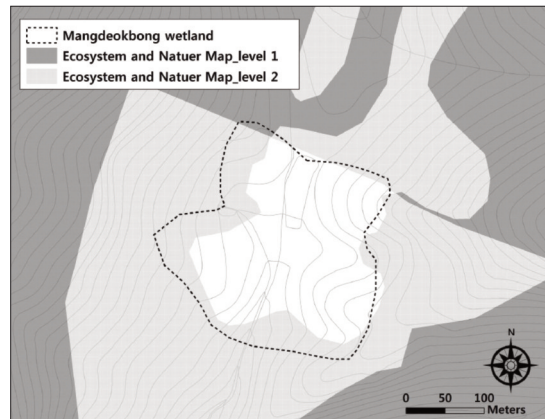 Mangdeokbong wetland
Ecosystem and Natuer Map_level 1
Ecosystem and Natuer Map_level 2
N
0 50 100
Meters